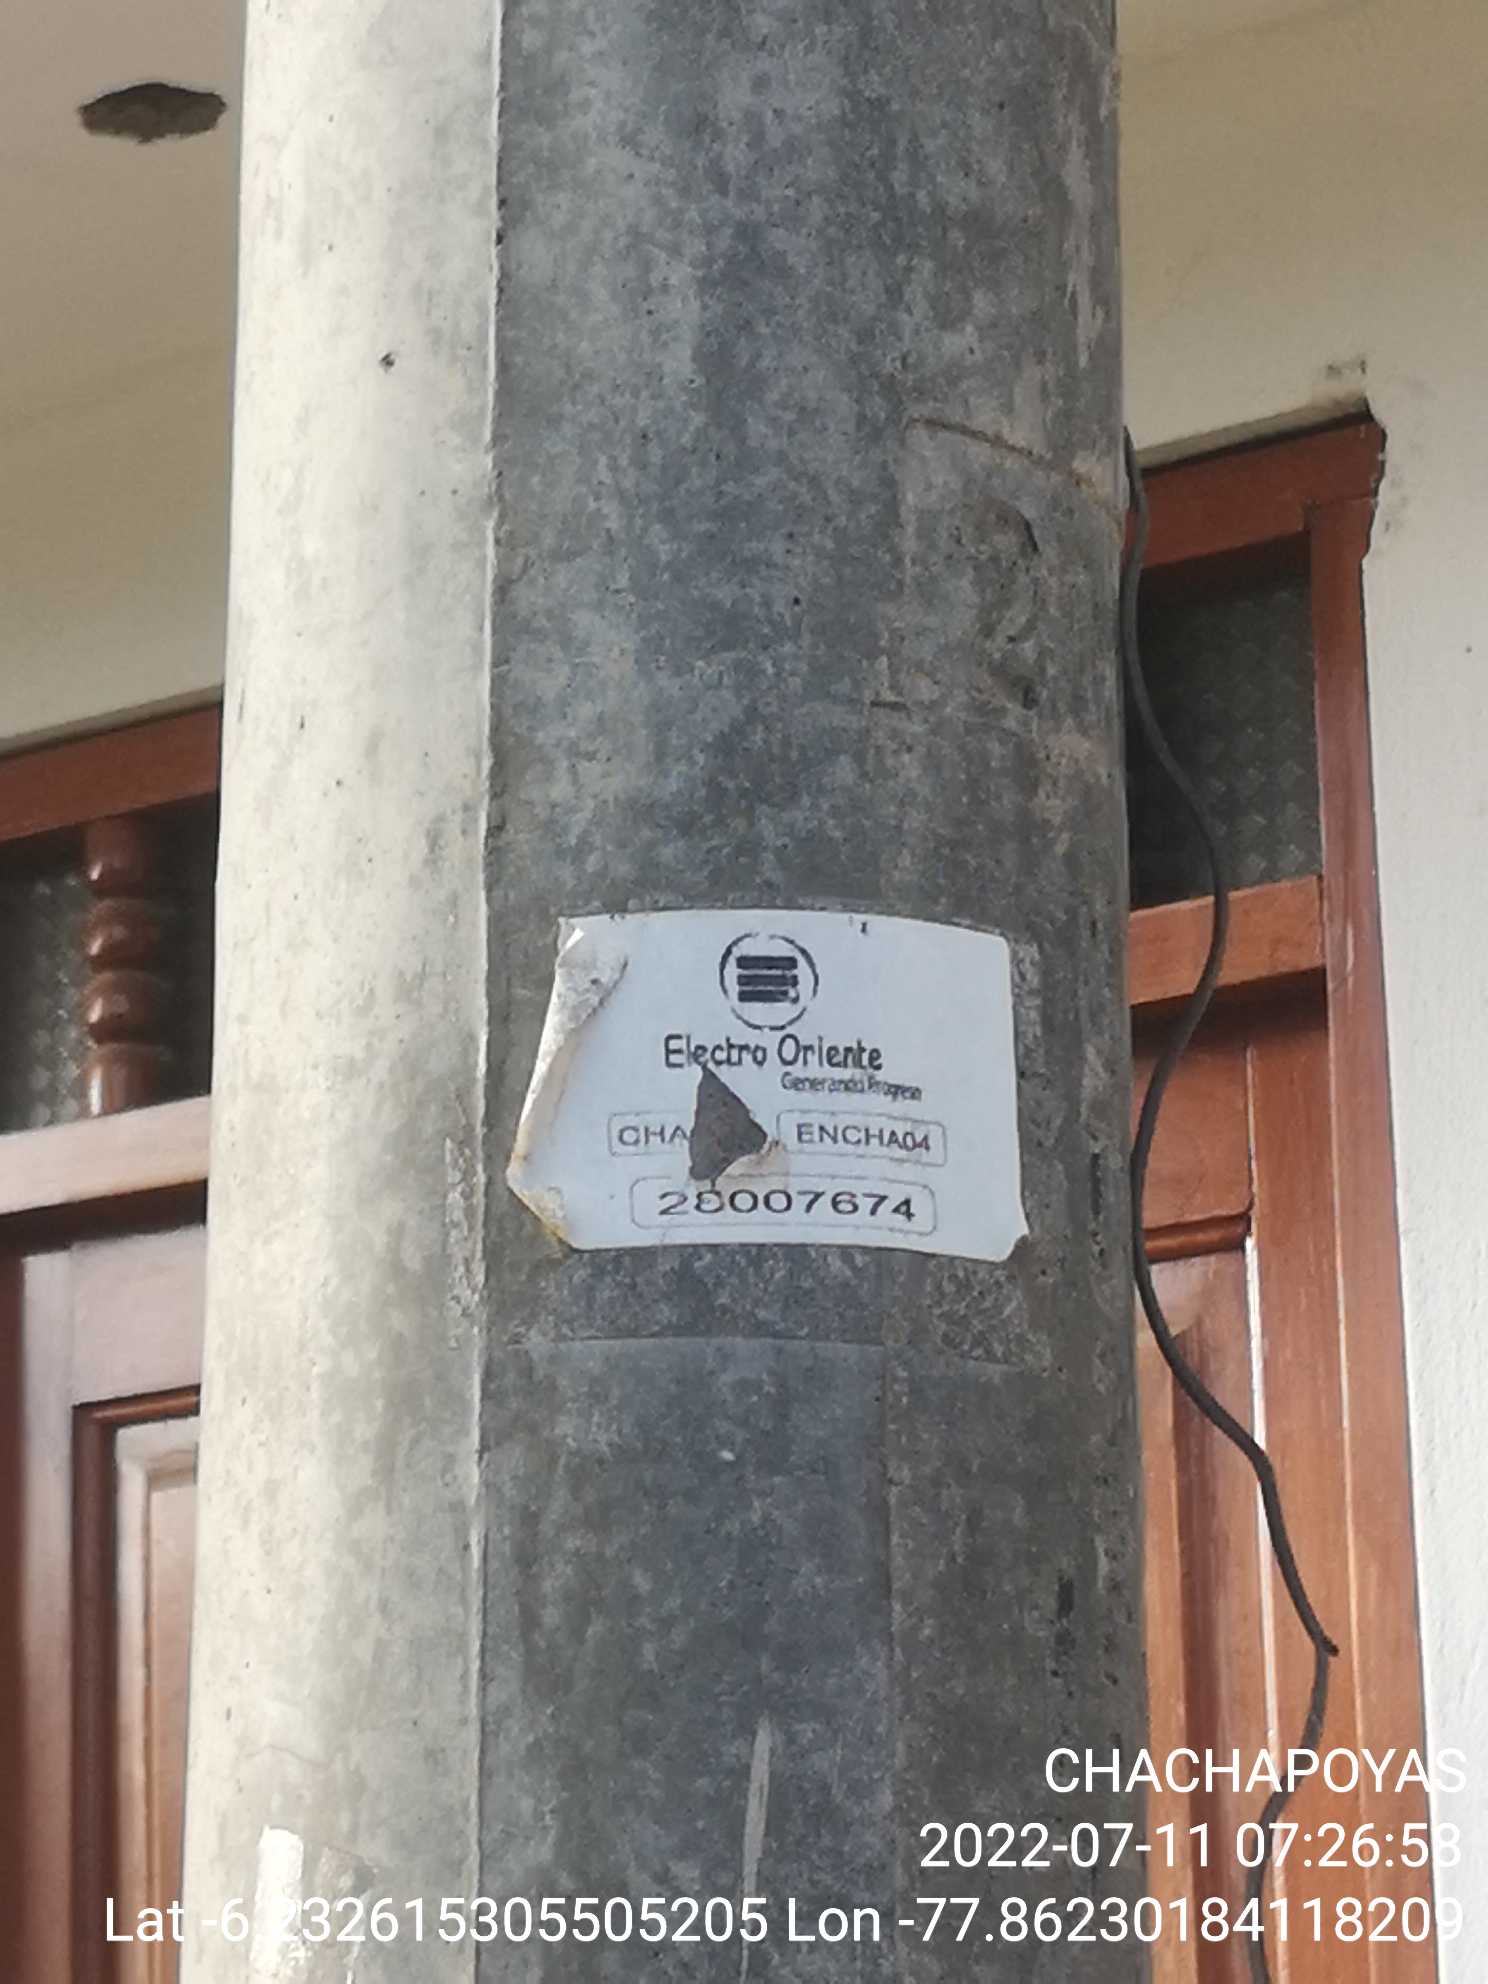 Electro Oriente
Generando Progreso
ENCHA04
28007674
CHACHAPOYAS
2022-07-11 07:26:53
Lat -6.232615305505205 Lon -77.86230184118209